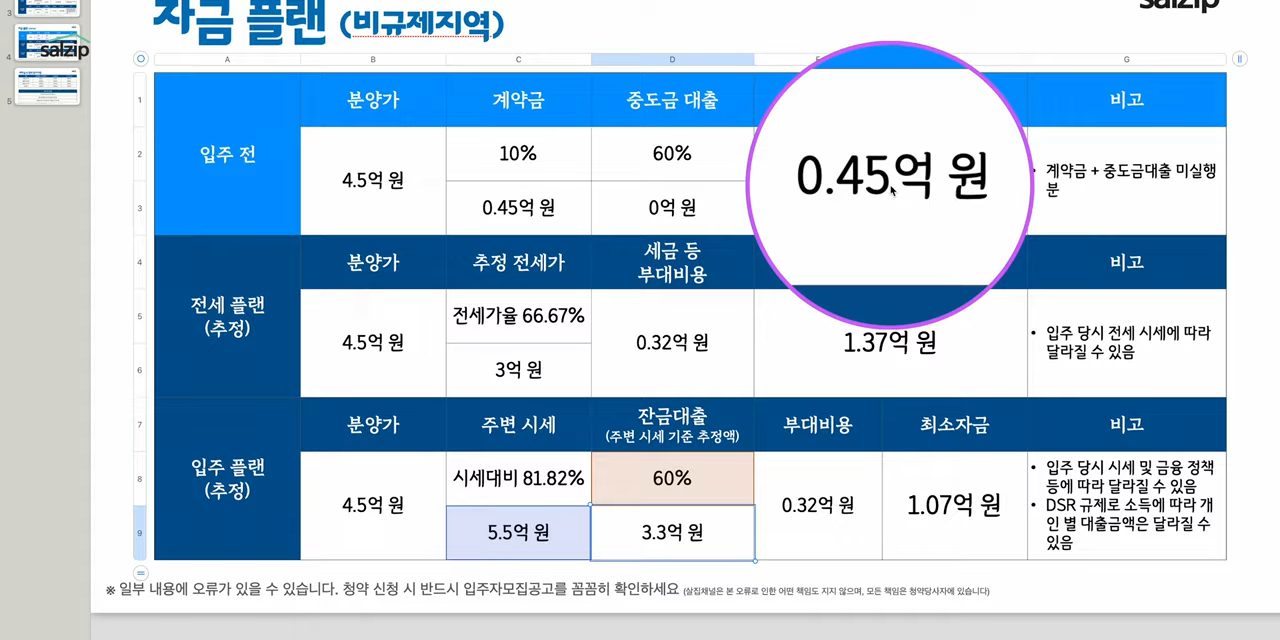 자금 플랜 (비규제지역)
salzip
salzip
3
4
5
A
B
C
D
G
1
2
3
4
5
6
7
8
9
입주 전
분양가
계약금
중도금 대출
비고
4.5억 원
10%
60%
0.45억 원
계약금 + 중도금대출 미실행
분
0.45억 원
0억 원
전세 플랜
(추정)
분양가
추정 전세가
세금 등
부대비용
비고
4.5억 원
전세가율 66.67%
3억 원
0.32억 원
1.37억 원
• 입주 당시 전세 시세에 따라
달라질 수 있음
입주 플랜
(추정)
분양가
주변 시세
잔금대출
(주변 시세 기준 추정액)
부대비용
최소자금
비고
4.5억 원
시세대비 81.82%
60%
5.5억 원
3.3억 원
0.32억 원
1.07억 원
• 입주 당시 시세 및 금융 정책
등에 따라 달라질 수 있음
• DSR 규제로 소득에 따라 개
인 별 대출금액은 달라질 수
있음
※ 일부 내용에 오류가 있을 수 있습니다. 청약 신청 시 반드시 입주자모집공고를 꼼꼼히 확인하세요 (살집채널은 본 오류로 인한 어떤 책임도 지지 않으며, 모든 책임은 청약당사자에 있습니다)